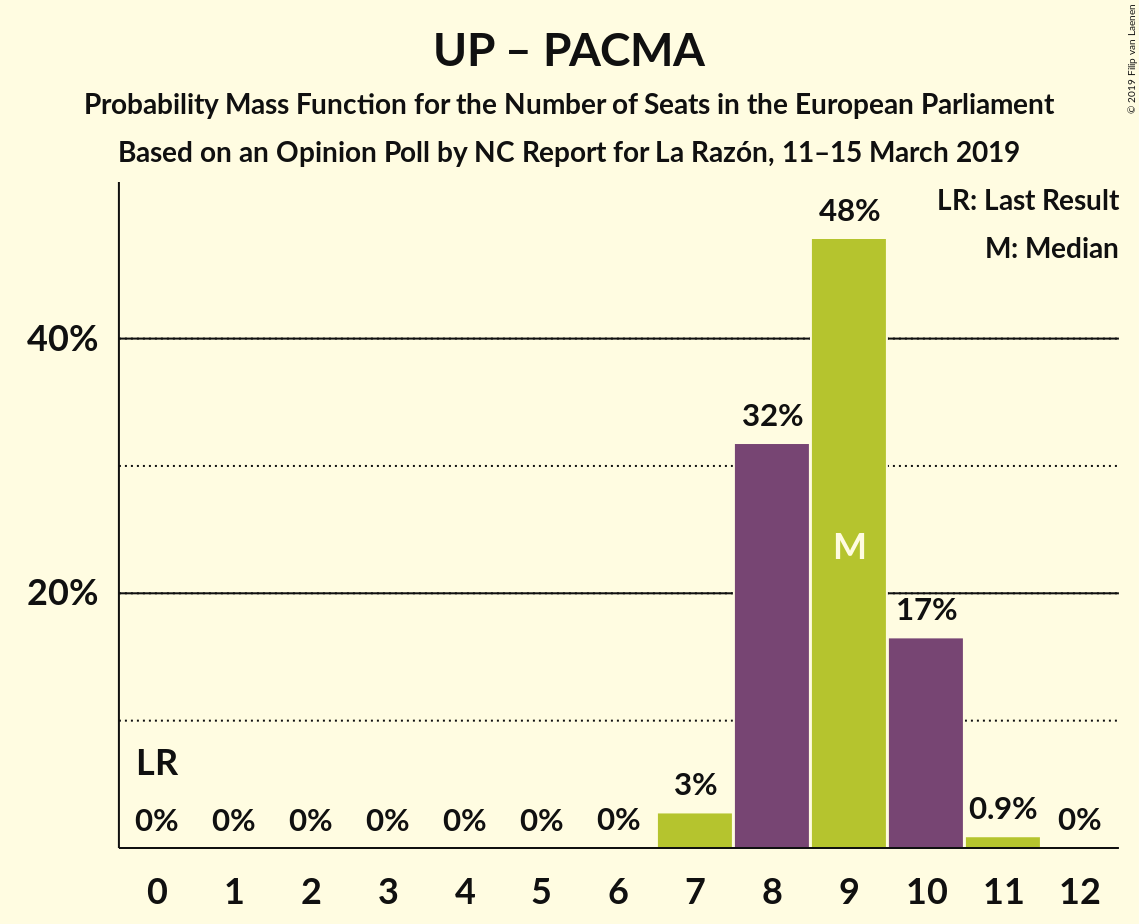 UP – PACMA
Probability Mass Function for the Number of Seats in the European Parliament
Based on an Opinion Poll by NC Report for La Razón, 11–15 March 2019
© 2019 Filip van Laenen
LR: Last Result
M: Median
48%
40%
32%
M
20%
17%
LR
3%
0% 0% 0% 0% 0% 0% 0% 0.9% 0%
0 1 2 3 4 5 6 7 8 9 10 11 12